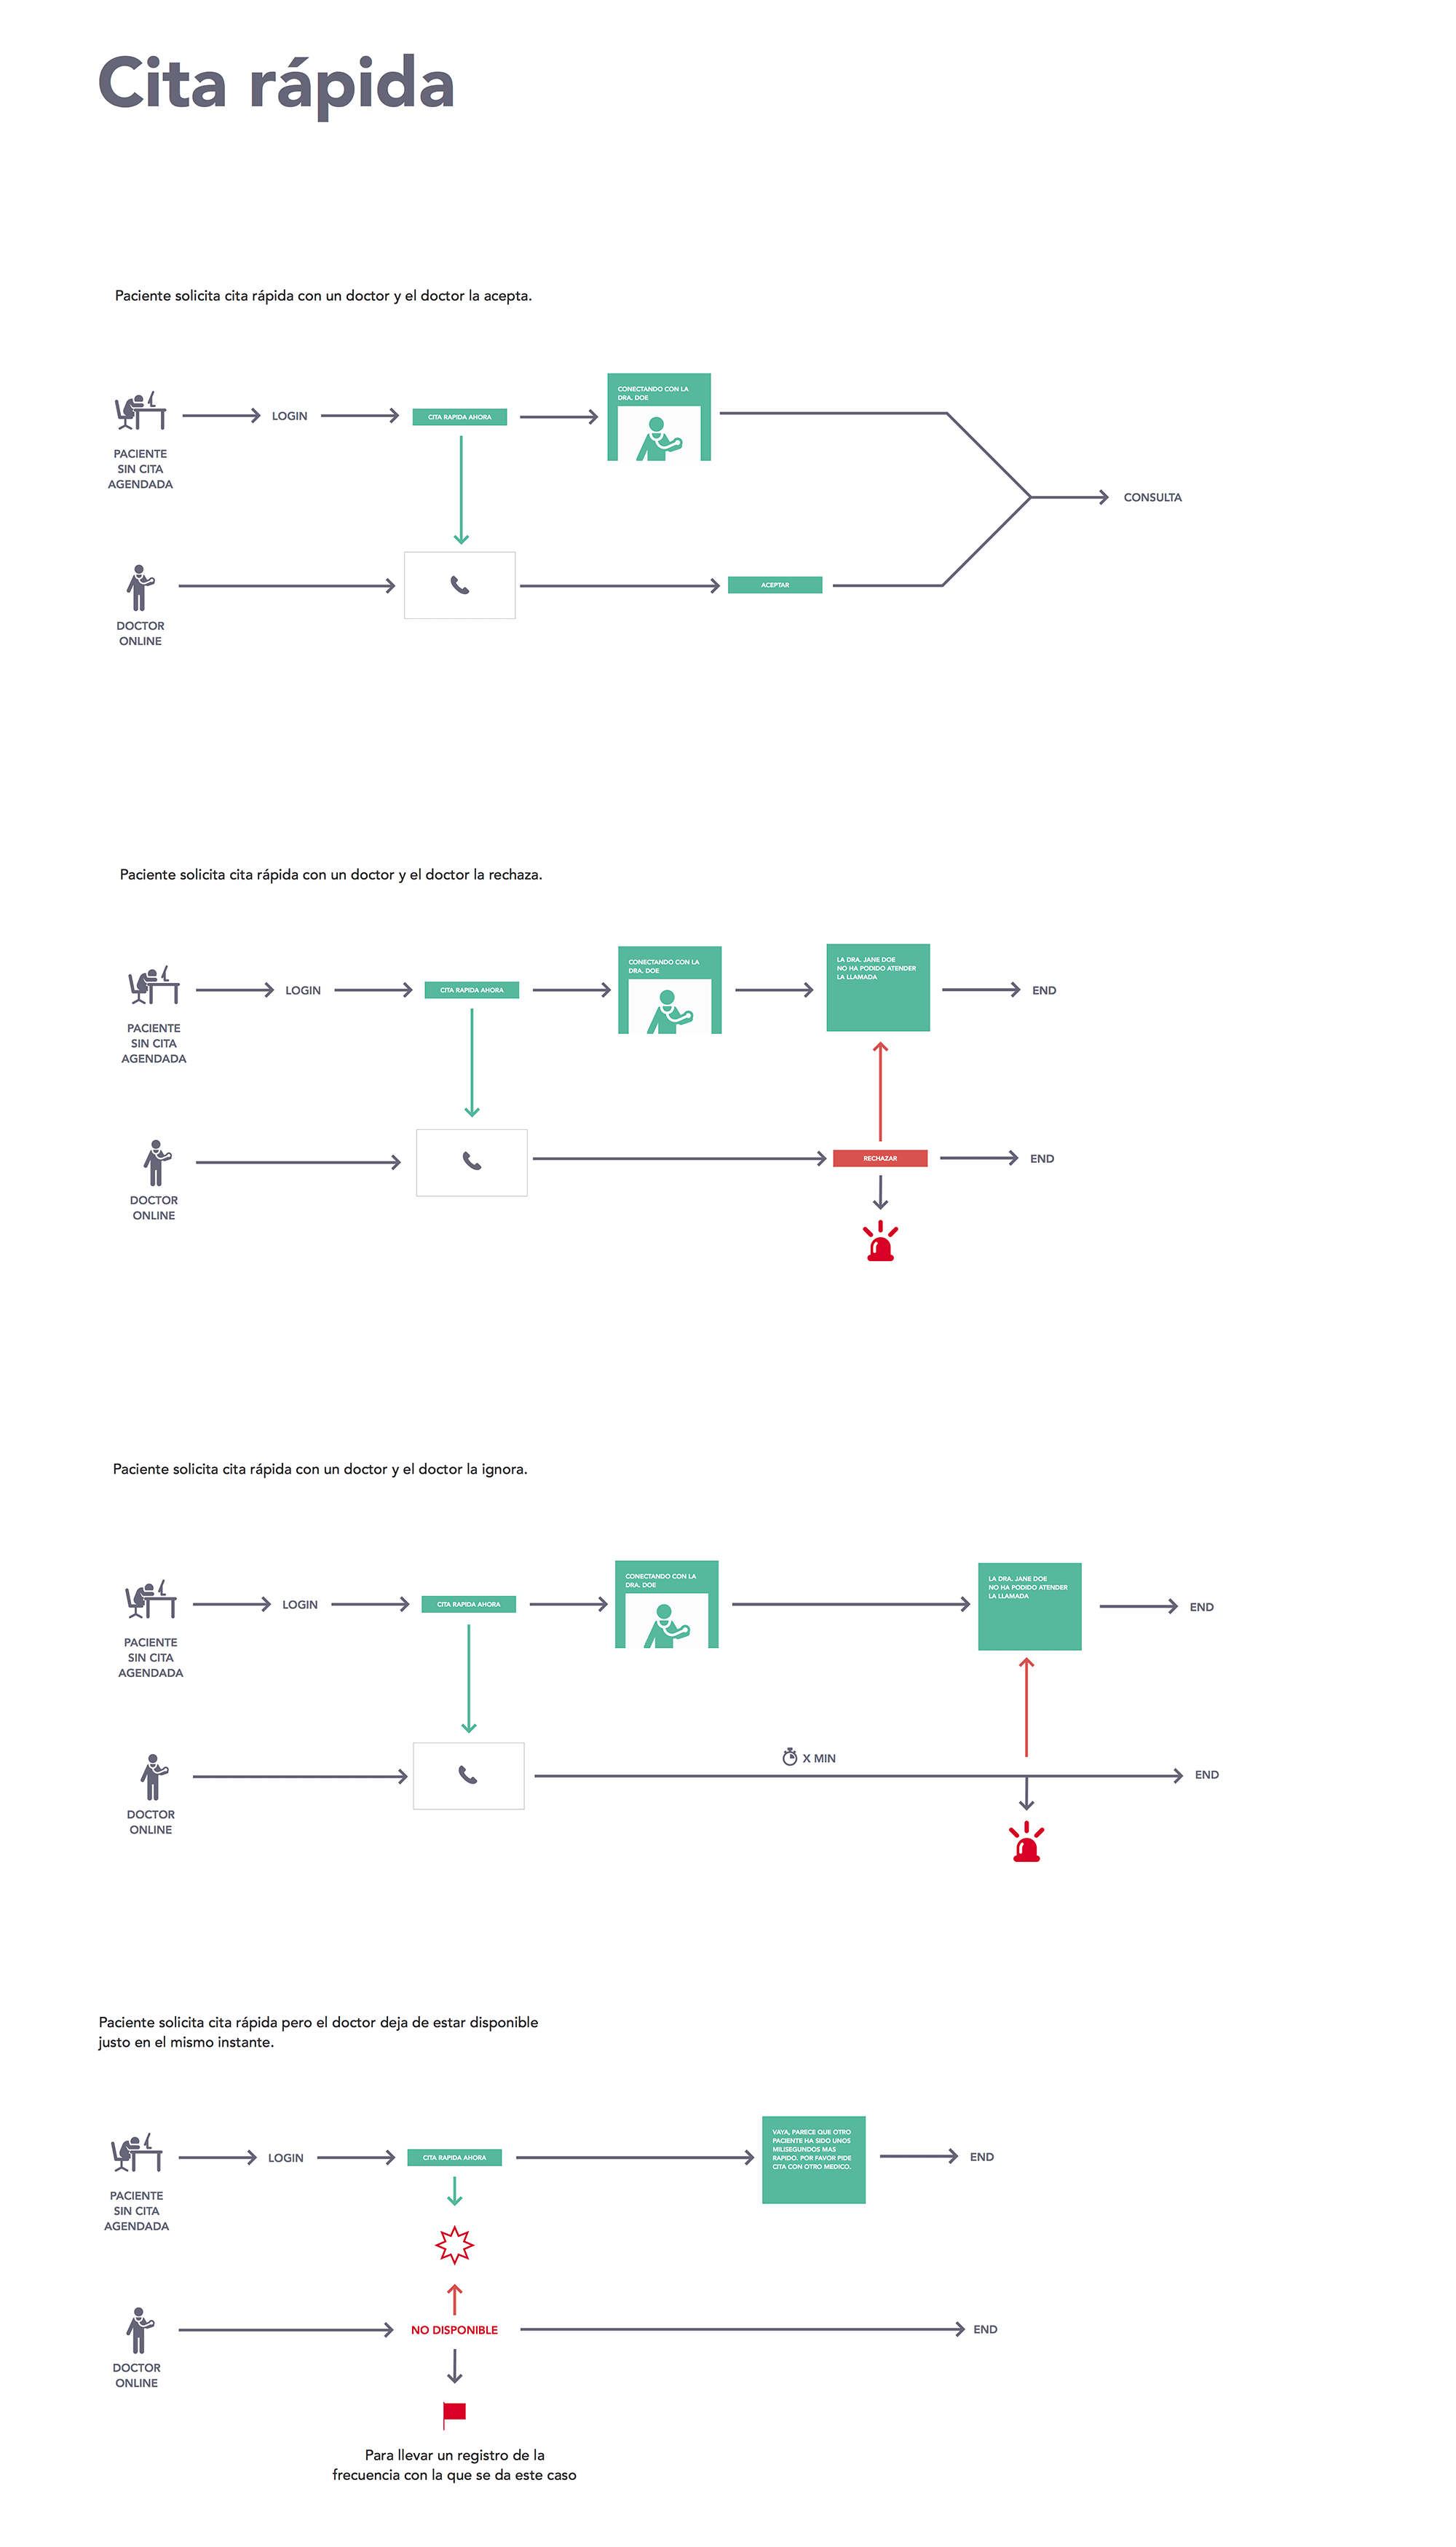 Cita rápida
Paciente solicita cita rápida con un doctor y el doctor la acepta.
CONECTANDO CON LA
DRA. DOE
LOGIN
CITA RAPIDA AHORA
PACIENTE
SIN CITA
AGENDADA
CONSULTA
ACEPTAR
DOCTOR
ONLINE
Paciente solicita cita rápida con un doctor y el doctor la rechaza.
CONECTANDO CON LA
DRA. DOE
LA DRA. JANE DOE
NO HA PODIDO ATENDER
LA LLAMADA
LOGIN
CITA RAPIDA AHORA
END
PACIENTE
SIN CITA
AGENDADA
RECHAZAR
END
DOCTOR
ONLINE
Paciente solicita cita rápida con un doctor y el doctor la ignora.
CONECTANDO CON LA
DRA. DOE
LA DRA. JANE DOE
NO HA PODIDO ATENDER
LA LLAMADA
LOGIN
CITA RAPIDA AHORA
END
PACIENTE
SIN CITA
AGENDADA
X MIN
END
DOCTOR
ONLINE
Paciente solicita cita rápida pero el doctor deja de estar disponible
justo en el mismo instante.
VAYA, PARECE QUE OTRO
PACIENTE HA SIDO UNOS
MILISEGUNDOS MAS
RAPIDO. POR FAVOR PIDE
CITA CON OTRO MEDICO.
LOGIN
CITA RAPIDA AHORA
END
PACIENTE
SIN CITA
AGENDADA
NO DISPONIBLE
END
DOCTOR
ONLINE
Para llevar un registro de la
frecuencia con la que se da este caso